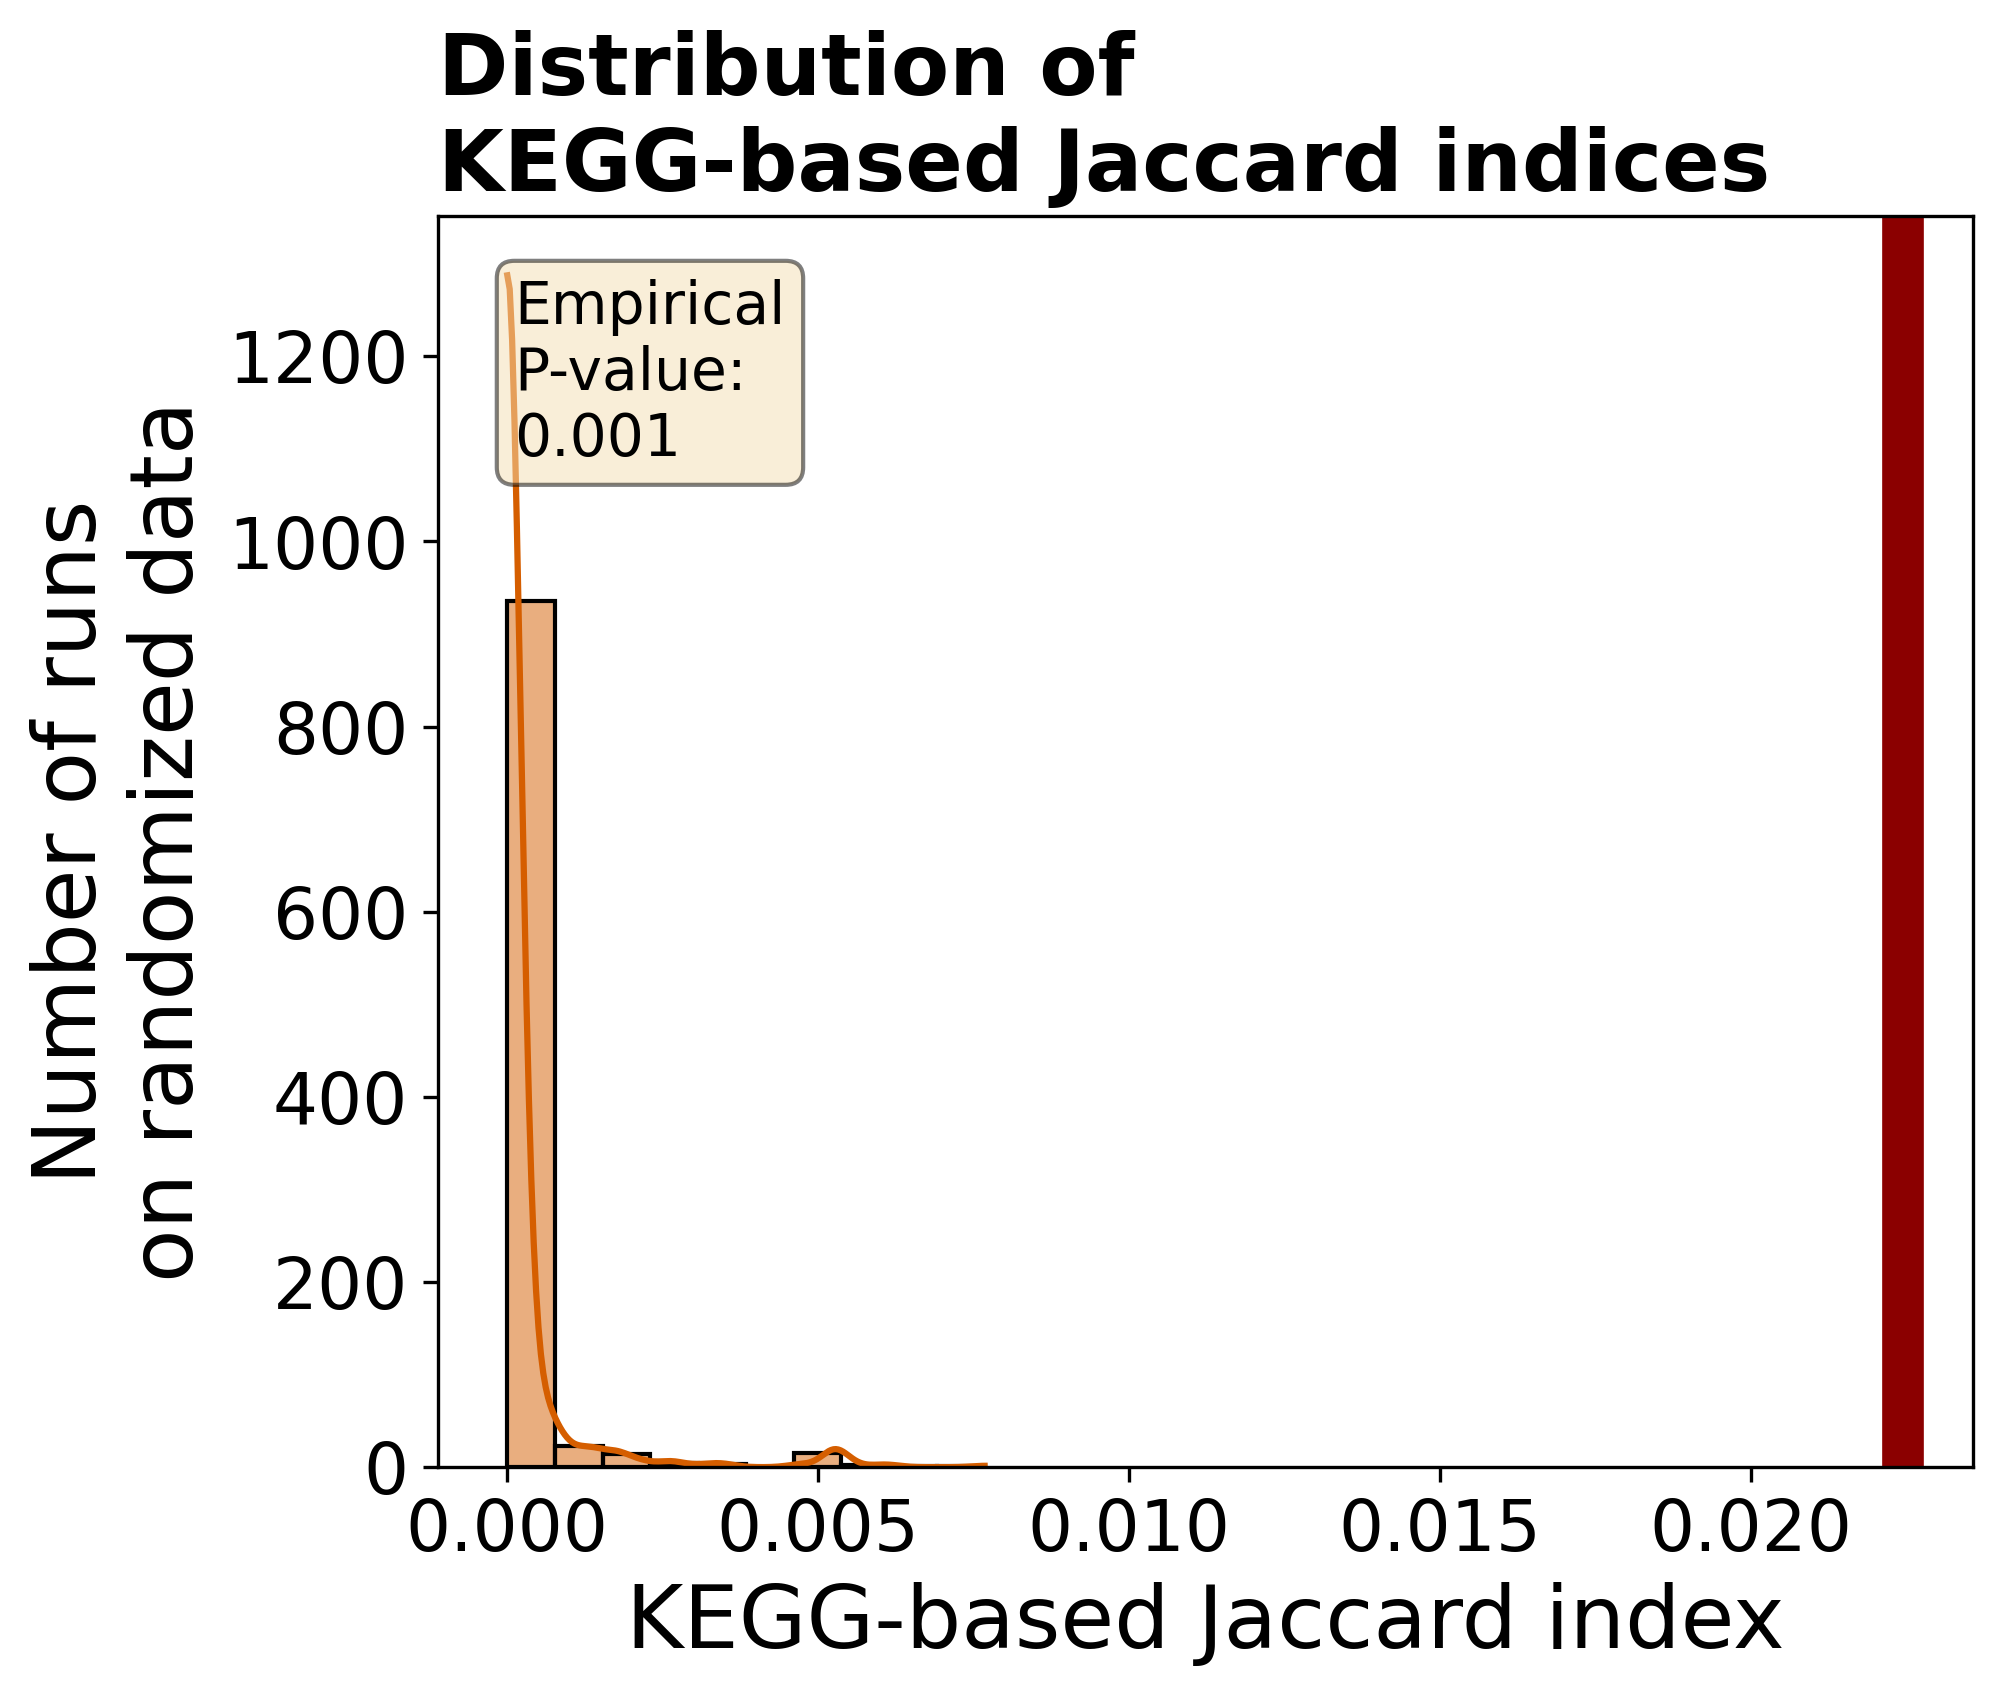 Distribution of
KEGG-based Jaccard indices
Empirical
P-value:
0.001
Number of runs
on randomized data
1200
1000
800
600
400
200
0
0.000 0.005 0.010 0.015 0.020
KEGG-based Jaccard index